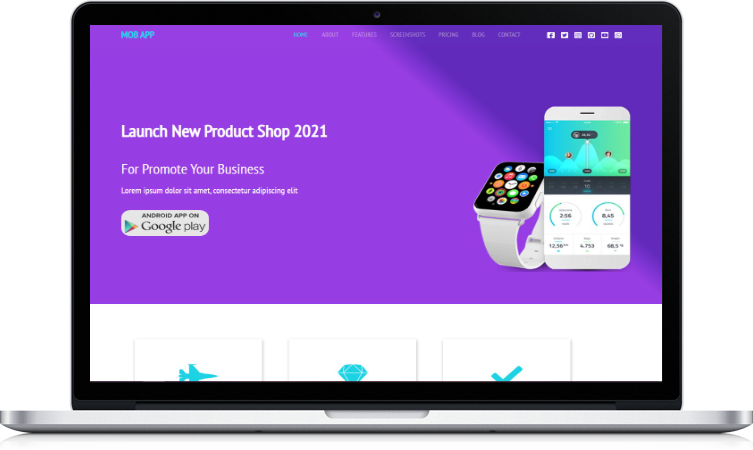 MOB APP
HOME ABOUT FEATURES SCREENSHOTS PRICING BLOG CONTACT
Launch New Product Shop 2021
For Promote Your Business
Lorem ipsum dolor sit amet, consectetur adipiscing elit
ANDROID APP ON
Google play
2:56 8,45
12,36 4.753 68,5